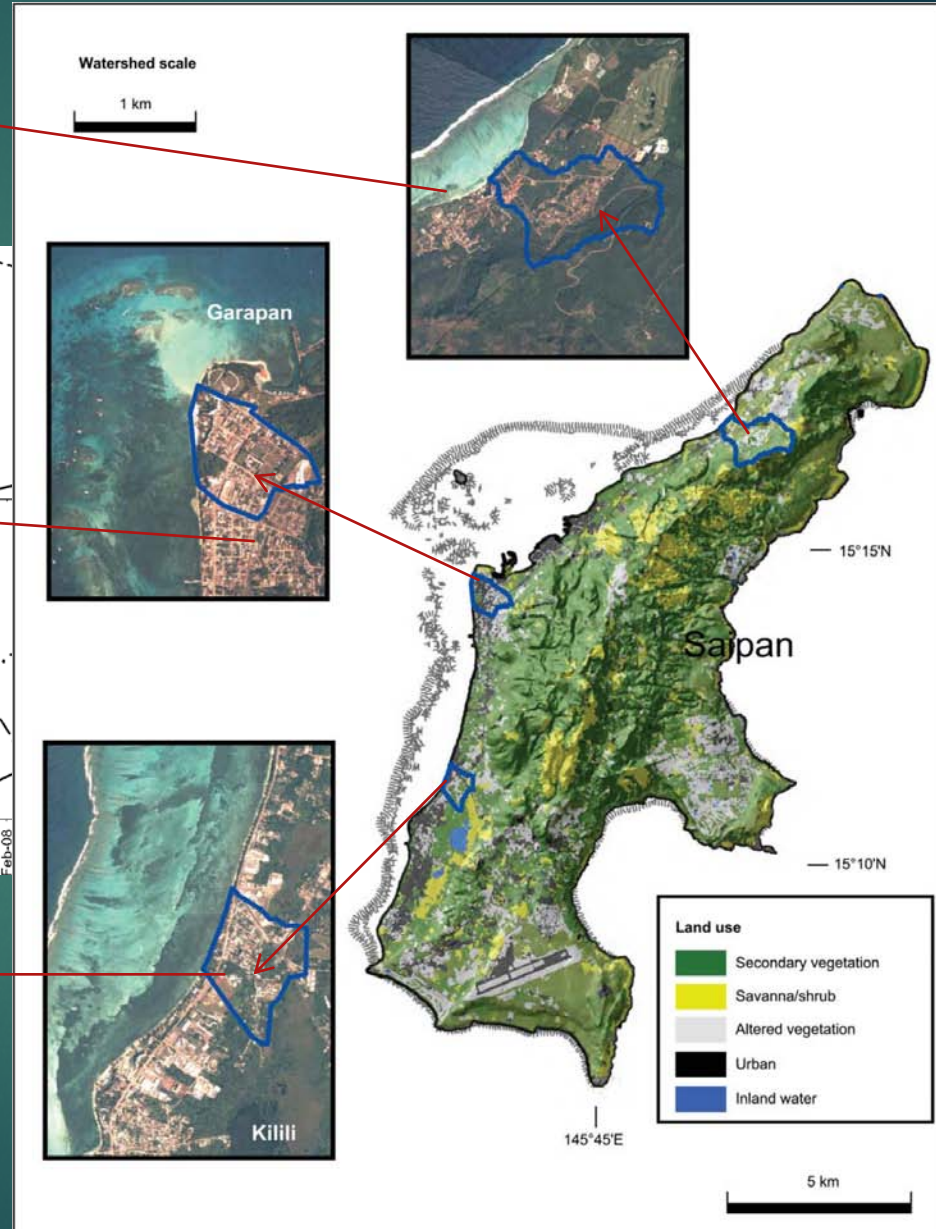 Watershed scale
1 km
Garapan
15°15'N
Saipan
15°10'N
Feb-08
Kilili
Land use
Secondary vegetation
Savanna/shrub
Altered vegetation
Urban
Inland water
145°45'E
5 km